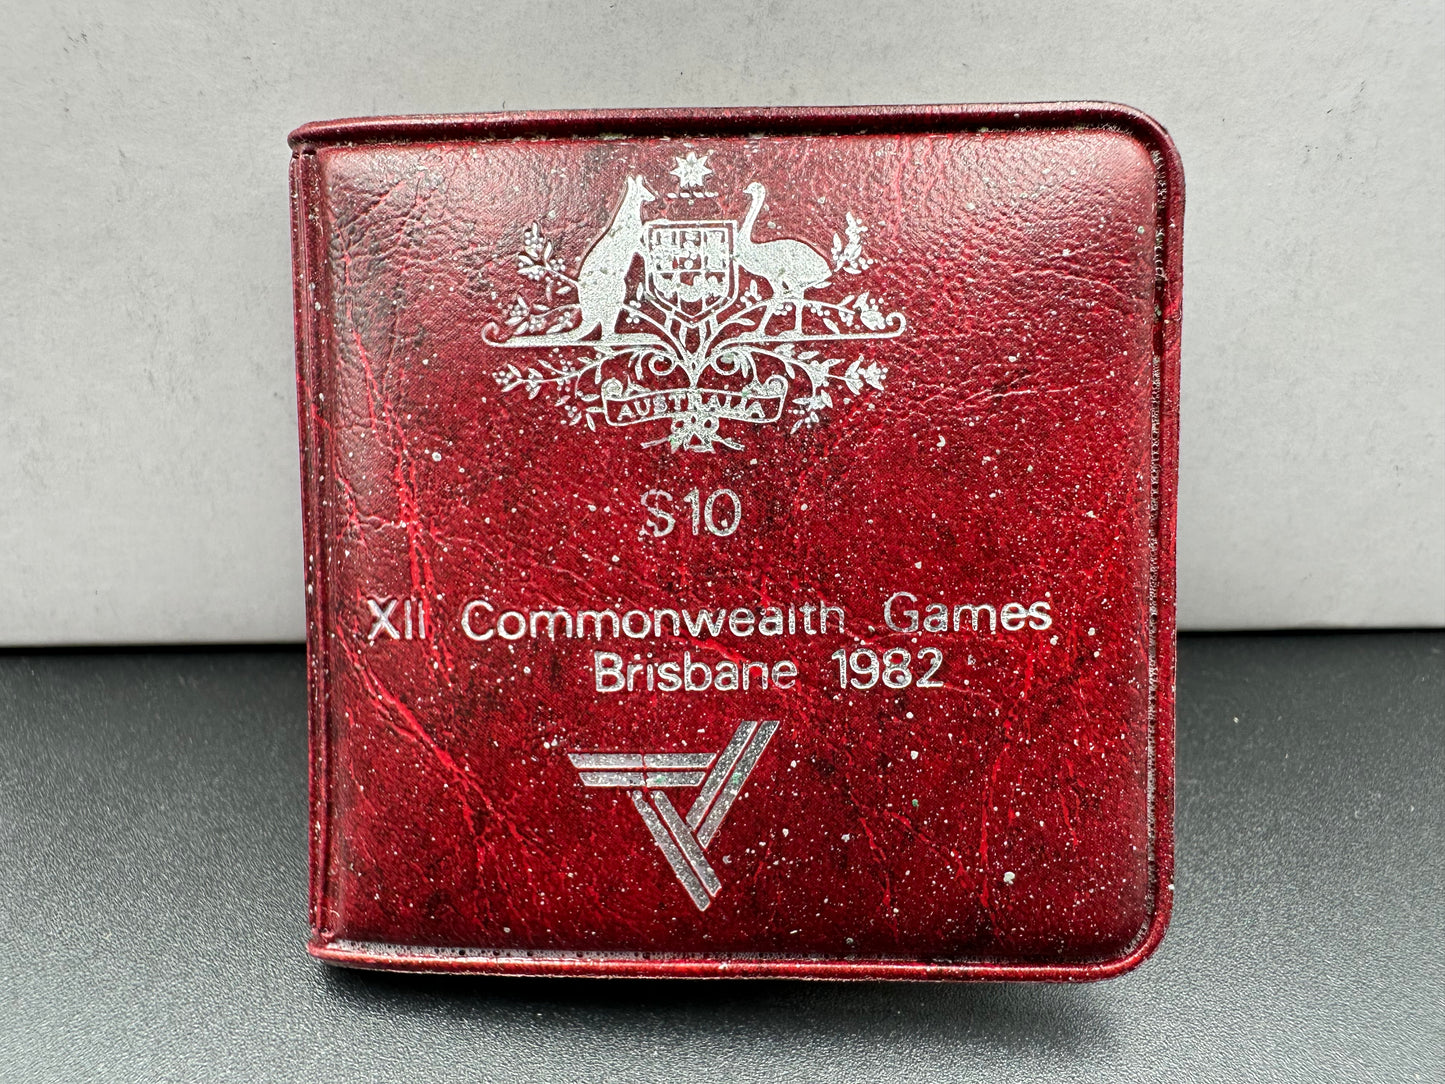 AUSTRALIA
$10
XII Commonwealth Games
Brisbane 1982